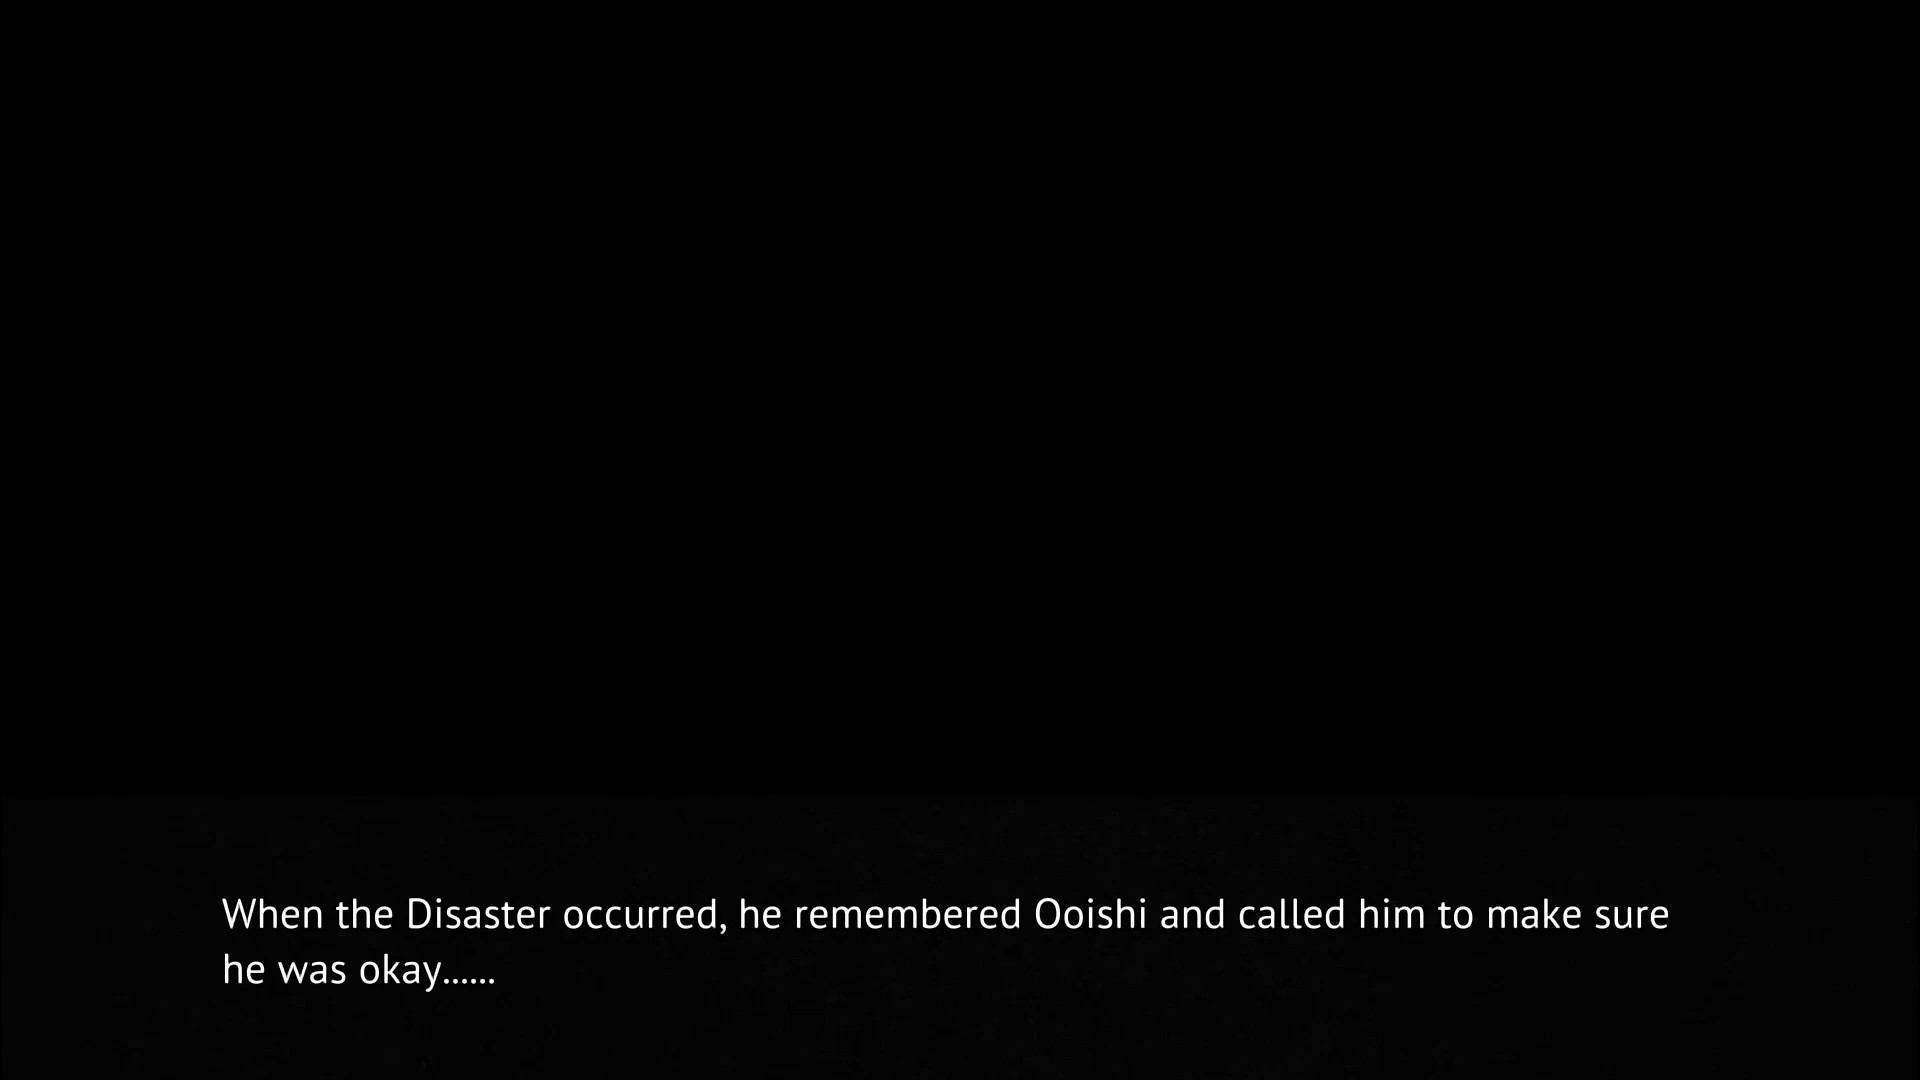 When the Disaster occurred, he remembered Ooishi and called him to make sure
he was okay......